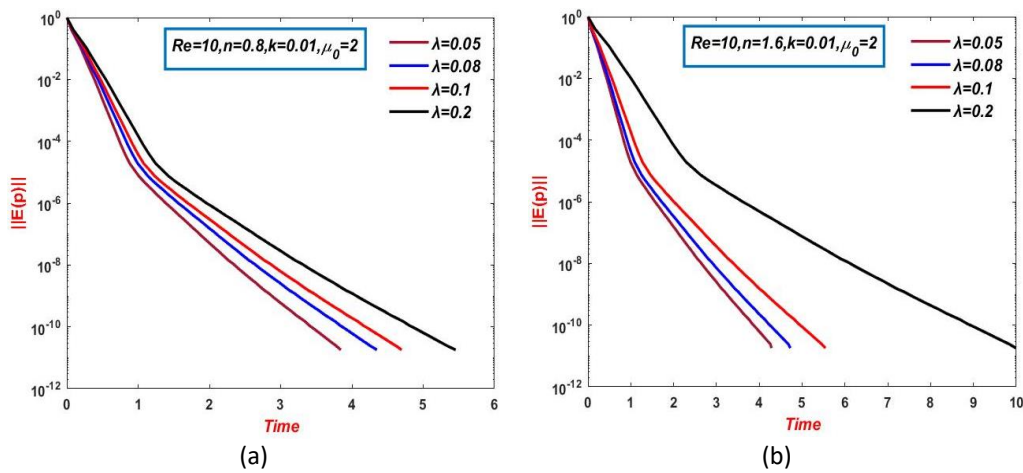 Re=10,n=0.8,k=0.01,μ0=2
λ=0.05
λ=0.08
λ=0.1
λ=0.2
||E(p)||
10^0
10^-2
10^-4
10^-6
10^-8
10^-10
10^-12
0 1 2 3 4 5 6
Time
(a)
Re=10,n=1.6,k=0.01,μ0=2
λ=0.05
λ=0.08
λ=0.1
λ=0.2
||E(p)||
10^0
10^-2
10^-4
10^-6
10^-8
10^-10
10^-12
0 1 2 3 4 5 6 7 8 9 10
Time
(b)